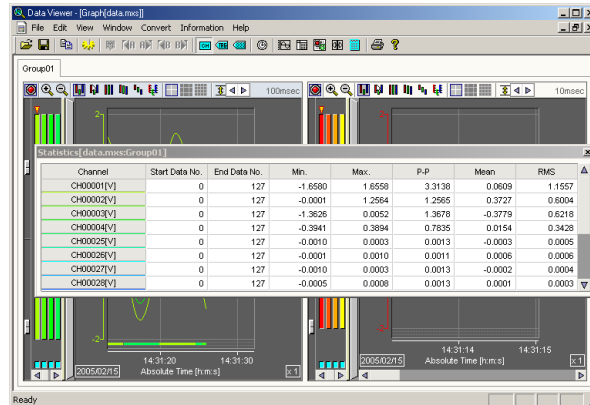 Data Viewer - [Graph[data.mxs]]
File Edit View Window Convert Information Help
Group01
100msec
10msec
2
Statistics[data.mxs:Group01]
Channel Start Data No. End Data No. Min. Max. P-P Mean RMS
CH00001[V] 0 127 -1.6580 1.6558 3.3138 0.0609 1.1557
CH00002[V] 0 127 -0.0001 1.2564 1.2565 0.3727 0.6004
CH00003[V] 0 127 -1.3626 0.0052 1.3678 -0.3779 0.6218
CH00004[V] 0 127 -0.3941 0.3894 0.7835 0.0154 0.3428
CH00025[V] 0 127 -0.0010 0.0003 0.0013 -0.0003 0.0005
CH00026[V] 0 127 -0.0001 0.0010 0.0011 0.0006 0.0006
CH00027[V] 0 127 -0.0010 0.0003 0.0013 -0.0002 0.0004
CH00028[V] 0 127 -0.0005 0.0008 0.0013 0.0001 0.0003
-2
14:31:20 14:31:30
2005/02/15 Absolute Time [h:m:s] x 1
14:31:14 14:31:15
2005/02/15 Absolute Time [h:m:s] x 1
Ready